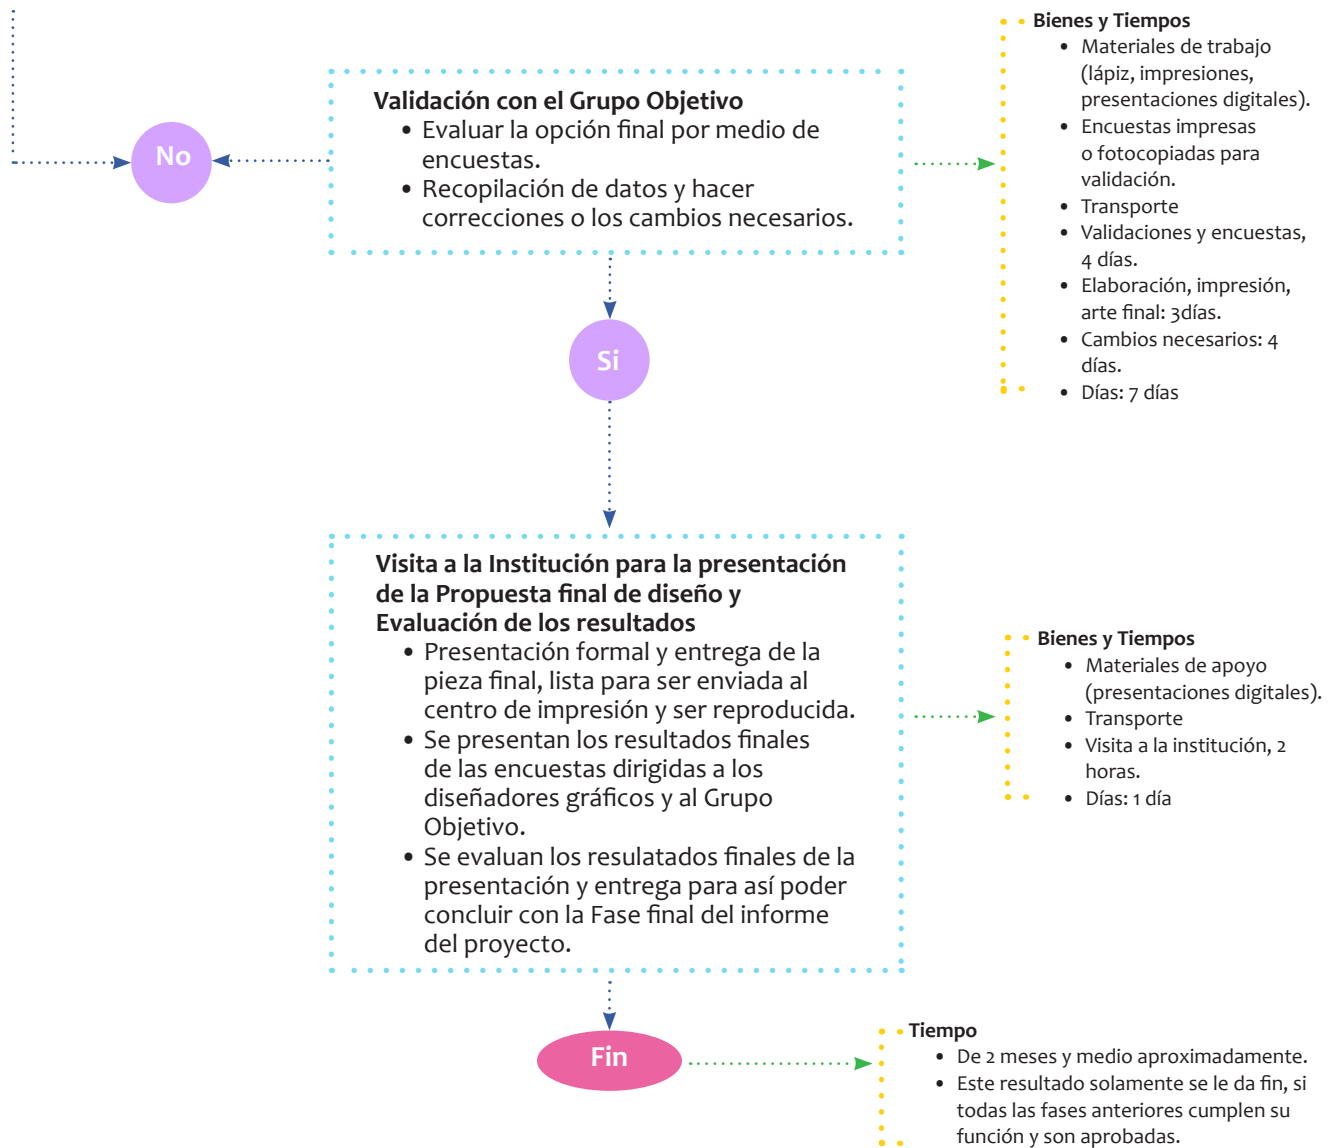 Bienes y Tiempos
• Materiales de trabajo
(lápiz, impresiones,
presentaciones digitales).
• Encuestas impresas
o fotocopiadas para
validación.
• Transporte
• Validaciones y encuestas,
4 días.
• Elaboración, impresión,
arte final: 3días.
• Cambios necesarios: 4
días.
• Días: 7 días
Validación con el Grupo Objetivo
• Evaluar la opción final por medio de
encuestas.
• Recopilación de datos y hacer
correcciones o los cambios necesarios.
No
Si
Visita a la Institución para la presentación
de la Propuesta final de diseño y
Evaluación de los resultados
• Presentación formal y entrega de la
pieza final, lista para ser enviada al
centro de impresión y ser reproducida.
• Se presentan los resultados finales
de las encuestas dirigidas a los
diseñadores gráficos y al Grupo
Objetivo.
• Se evaluan los resulatados finales de la
presentación y entrega para así poder
concluir con la Fase final del informe
del proyecto.
Bienes y Tiempos
• Materiales de apoyo
(presentaciones digitales).
• Transporte
• Visita a la institución, 2
horas.
• Días: 1 día
Fin
Tiempo
• De 2 meses y medio aproximadamente.
• Este resultado solamente se le da fin, si
todas las fases anteriores cumplen su
función y son aprobadas.